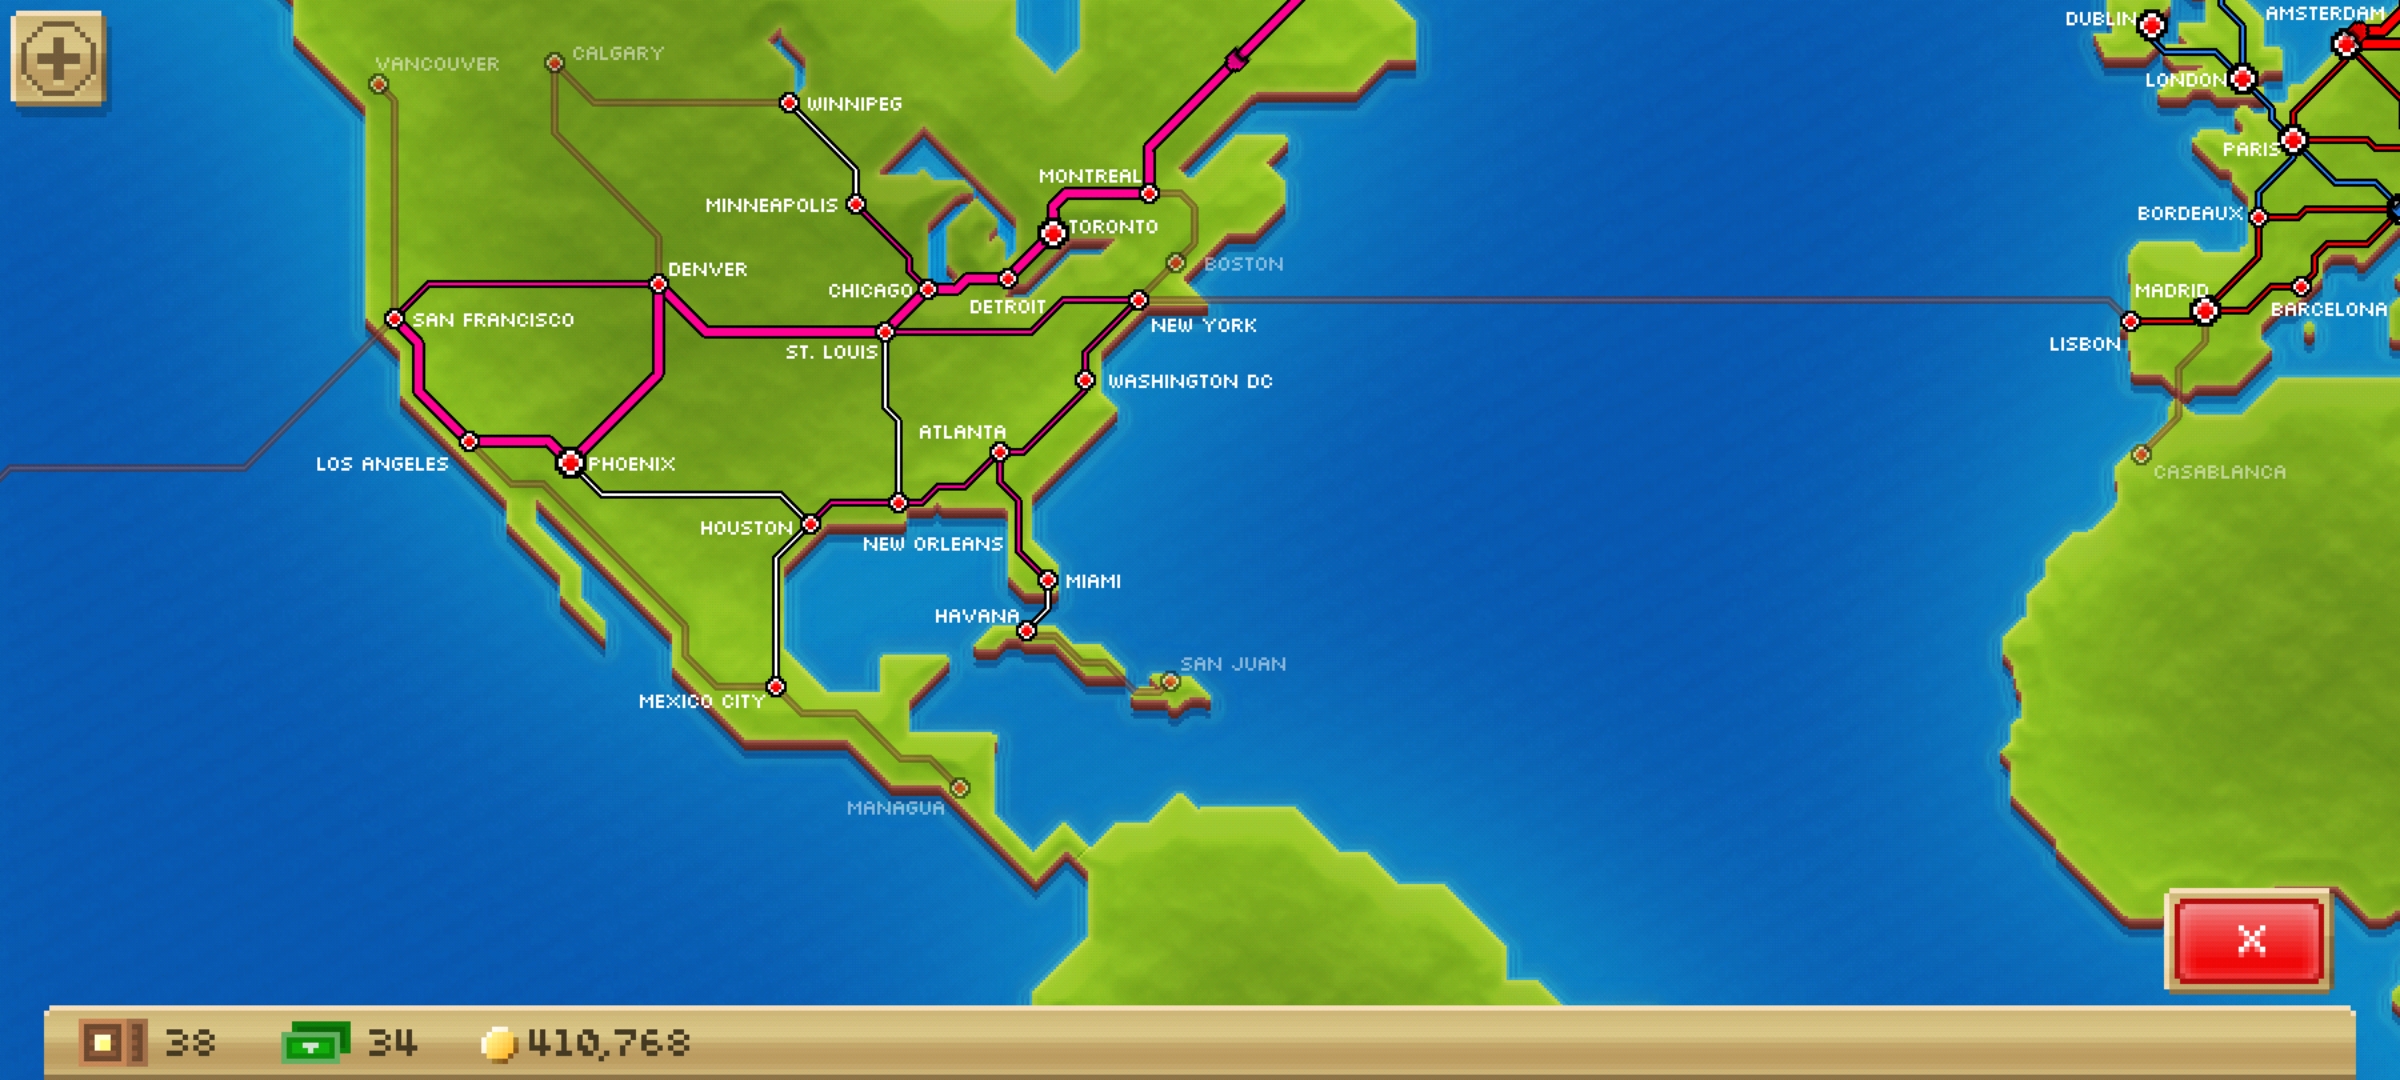 DUBLIN
AMSTERDAM
CALGARY
VANCOUVER
LONDON
WINNIPEG
PARIS
MONTREAL
MINNEAPOLIS
BORDEAUX
TORONTO
BOSTON
DENVER
CHICAGO
MADRID
DETROIT
BARCELONA
SAN FRANCISCO
NEW YORK
LISBON
ST. LOUIS
WASHINGTON DC
ATLANTA
LOS ANGELES
PHOENIX
CASABLANCA
HOUSTON
NEW ORLEANS
MIAMI
HAVANA
SAN JUAN
MEXICO CITY
MANAGUA
X
38 34 410,768